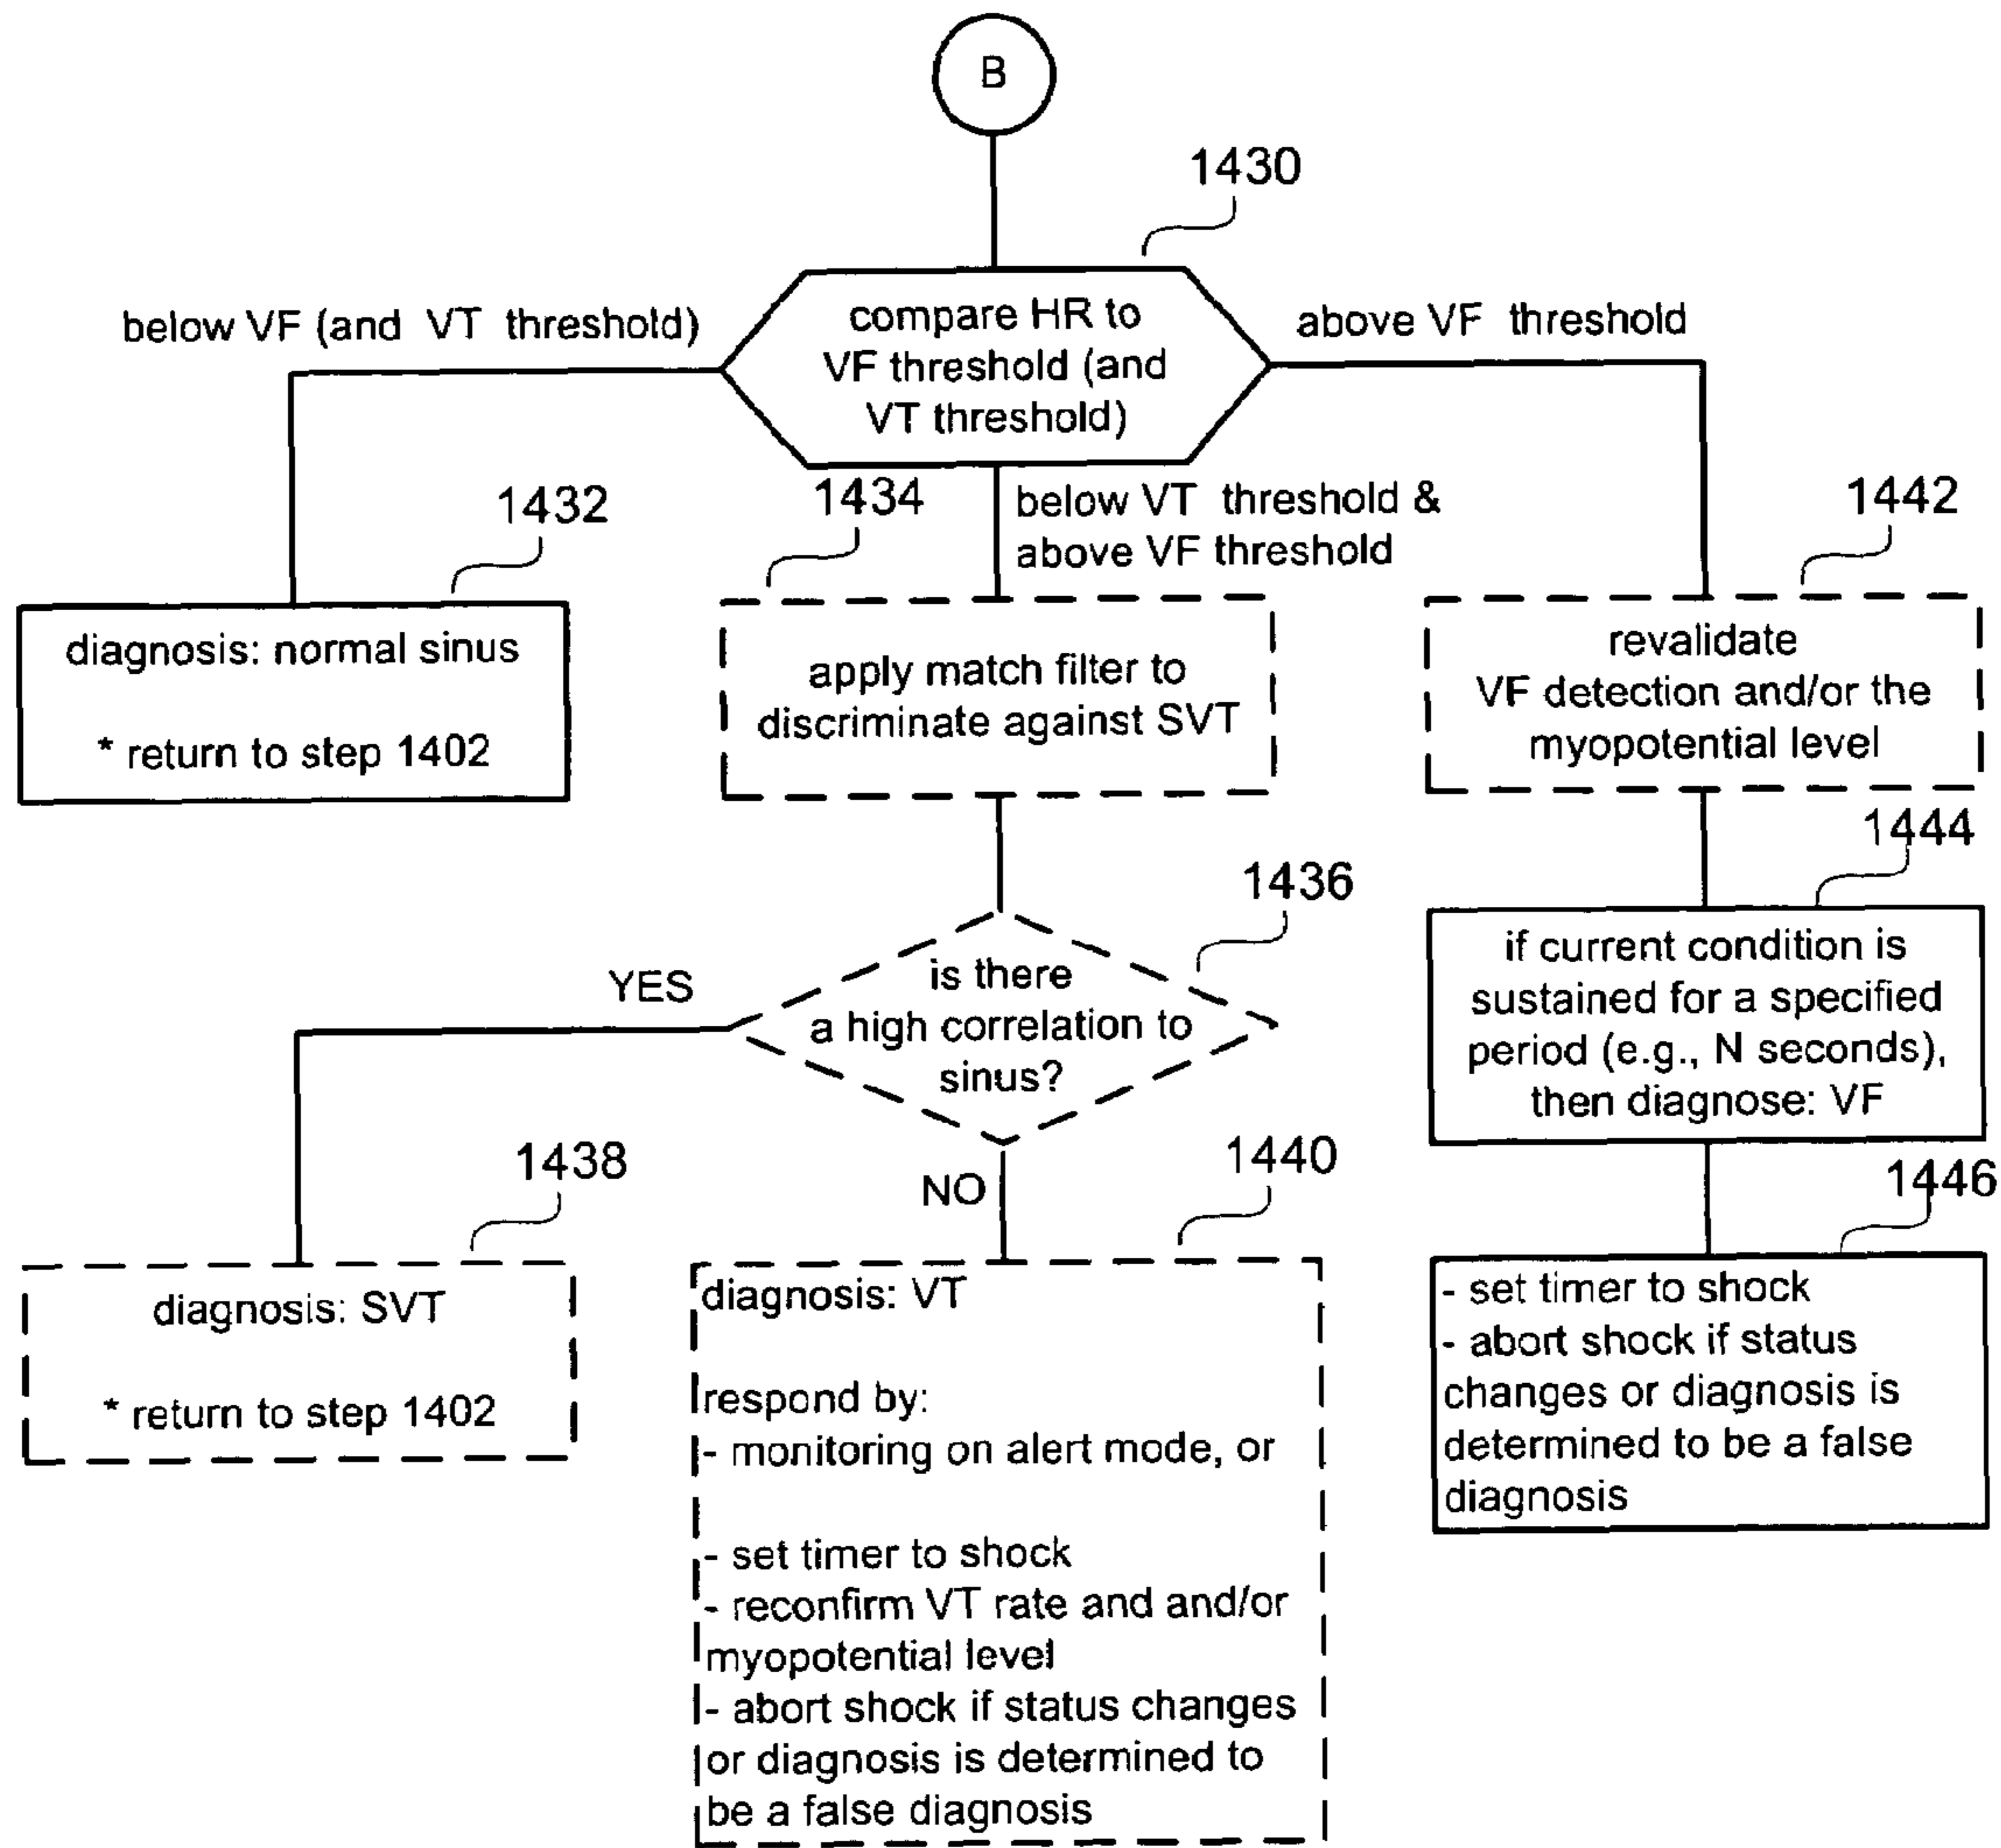 B
1430
below VF (and VT threshold)
compare HR to
VF threshold (and
VT threshold)
above VF threshold
1432
1434
below VT threshold &
above VF threshold
1442
diagnosis: normal sinus
* return to step 1402
apply match filter to
discriminate against SVT
revalidate
VF detection and/or the
myopotential level
1444
1436
YES
is there
a high correlation to
sinus?
if current condition is
sustained for a specified
period (e.g., N seconds),
then diagnose: VF
1438
NO
1440
1446
diagnosis: SVT
* return to step 1402
diagnosis: VT
respond by:
- monitoring on alert mode, or
- set timer to shock
- reconfirm VT rate and and/or
myopotential level
- abort shock if status changes
or diagnosis is determined to
be a false diagnosis
- set timer to shock
- abort shock if status
changes or diagnosis is
determined to be a false
diagnosis